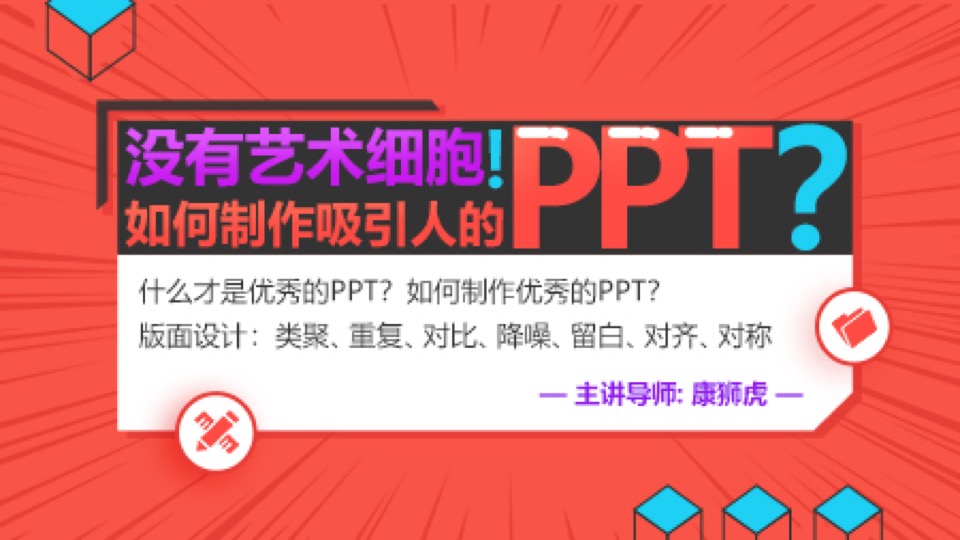 没有艺术细胞!
如何制作吸引人的PPT?
什么才是优秀的PPT？如何制作优秀的PPT？
版面设计：类聚、重复、对比、降噪、留白、对齐、对称
— 主讲导师: 康狮虎 —